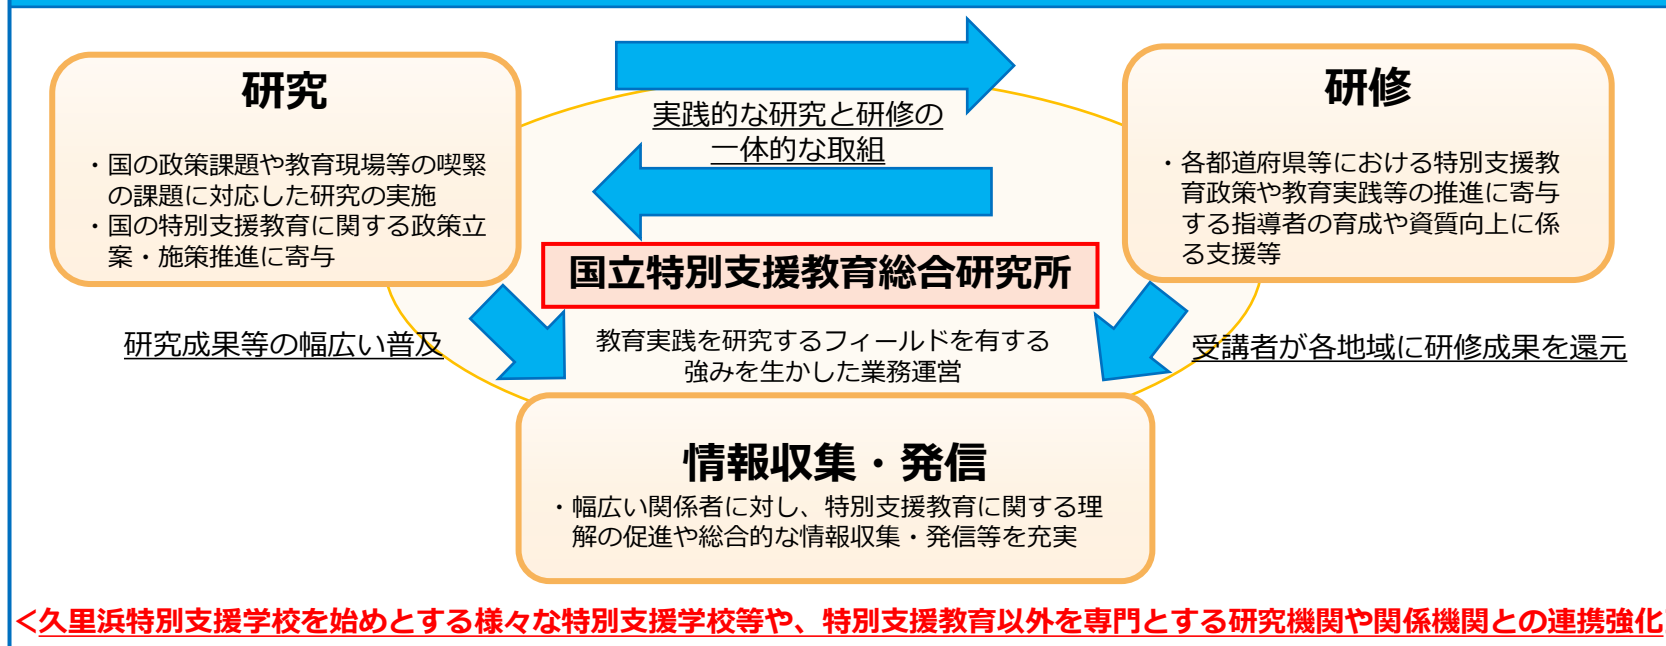 研究
・国の政策課題や教育現場等の喫緊
の課題に対応した研究の実施
・国の特別支援教育に関する政策立
案・施策推進に寄与
実践的な研究と研修の
一体的な取組
研修
・各都道府県等における特別支援教
育政策や教育実践等の推進に寄与
する指導者の育成や資質向上に係
る支援等
国立特別支援教育総合研究所
教育実践を研究するフィールドを有する
強みを生かした業務運営
研究成果等の幅広い普及
受講者が各地域に研修成果を還元
情報収集・発信
・幅広い関係者に対し、特別支援教育に関する理
解の促進や総合的な情報収集・発信等を充実
<久里浜特別支援学校を始めとする様々な特別支援学校等や、特別支援教育以外を専門とする研究機関や関係機関との連携強化